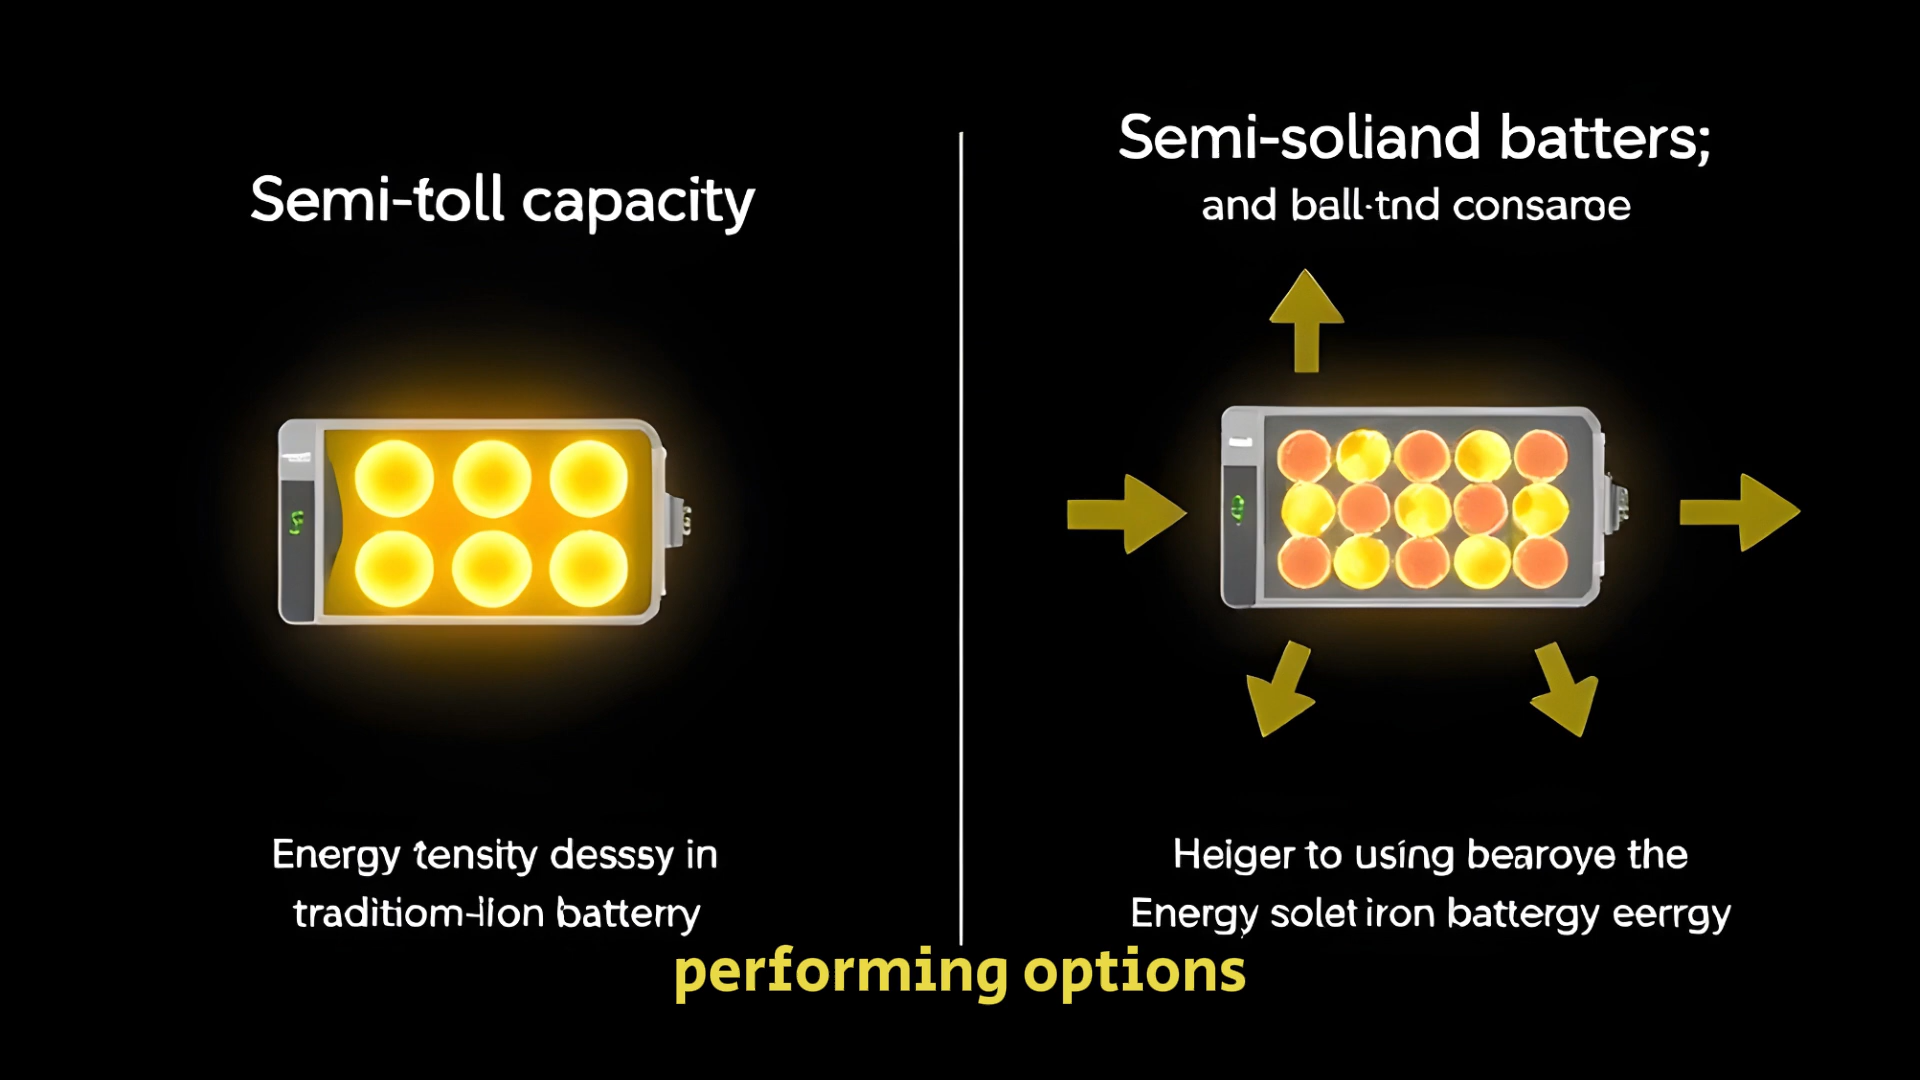 Semi-toll capacity
Energy tensity desssy in
traditiom-lIon batterry
Semi-soliand batters;
and ball-tnd consaroe
Heiger to using bearoye the
Energy solet iron battergy eerrgy
performing options